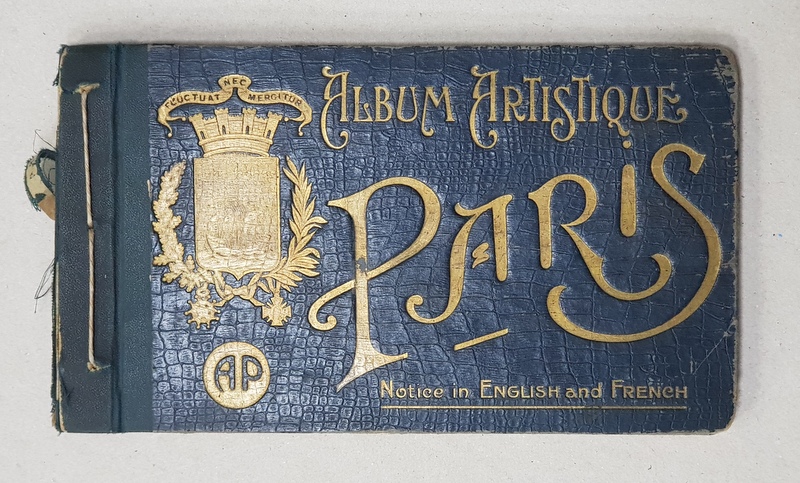 FLUCTUAT NEC MERGITUR
ALBUM ARTISTIQUE
PARIS
AP
Notice in ENGLISH and FRENCH